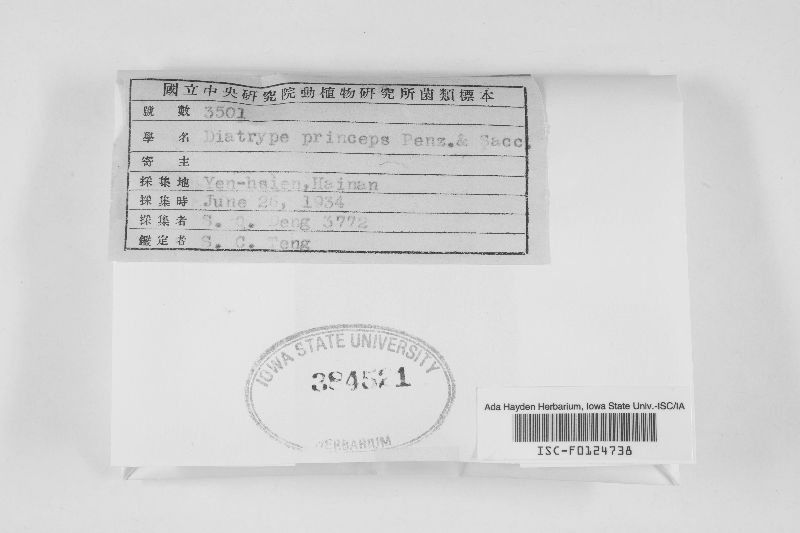 國立中央研究院動植物研究所菌類標本
號數 3501
學名 Diatrype princeps Penz.& Sacc.
寄主
採集地 Yen-hsien, Hainan
採集時 June 26, 1934
採集者 S. Q. Deng 3772
鑑定者 S. C. Teng
IOWA STATE UNIVERSITY
384521
HERBARIUM
Ada Hayden Herbarium, Iowa State Univ.-ISC/IA
ISC-F0124738